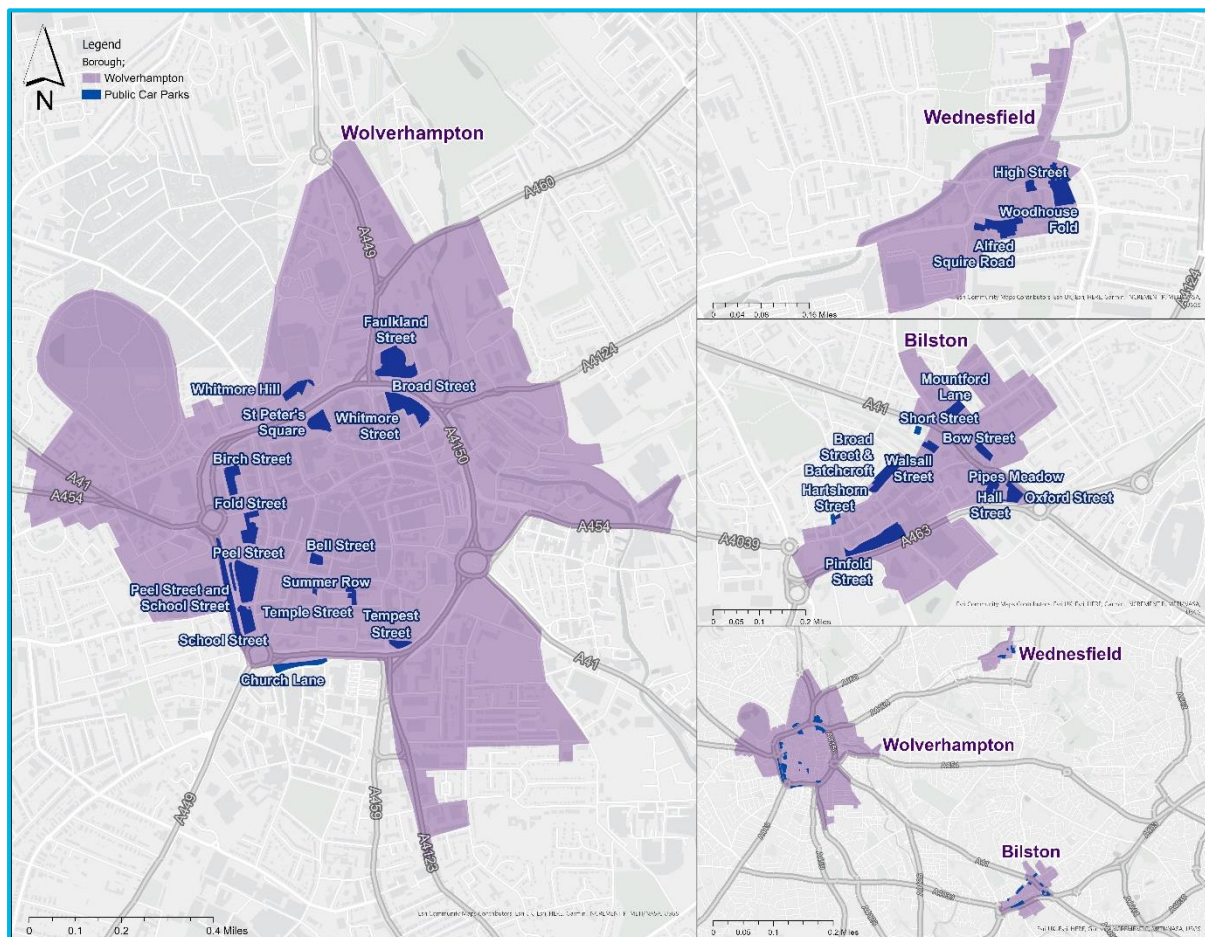 Legend
Borough;
Wolverhampton
Public Car Parks
N
Wolverhampton
A449
A460
Faulkland
Street
A4124
Whitmore Hill
Broad Street
St Peter's
Square
Whitmore
Street
A4150
Birch Street
A41
A454
Fold Street
A454
Bell Street
Peel Street
Summer Row
Peel Street and
School Street
Temple Street
Tempest
Street
School Street
A41
Church Lane
A449
A459
A4123
0 0.1 0.2 0.4 Miles
Wednesfield
High Street
Woodhouse
Fold
Alfred
Squire Road
A4124
0 0.04 0.08 0.16 Miles
Bilston
Mountford
Lane
A41
Short Street
Bow Street
Broad
Street &
Batchcroft
Walsall
Street
Pipes Meadow
Hartshorn
Street
Hall
Street
Oxford Street
A4039
A463
Pinfold
Street
0 0.05 0.1 0.2 Miles
Wednesfield
Wolverhampton
A454
Bilston
A41
0 0.05 0.1 0.2 Miles